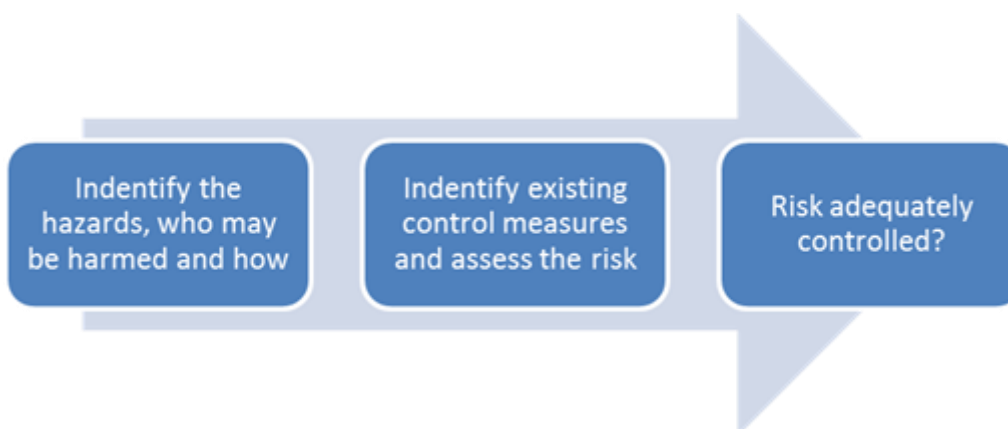 Indentify the
hazards, who may
be harmed and how
Indentify existing
control measures
and assess the risk
Risk adequately
controlled?